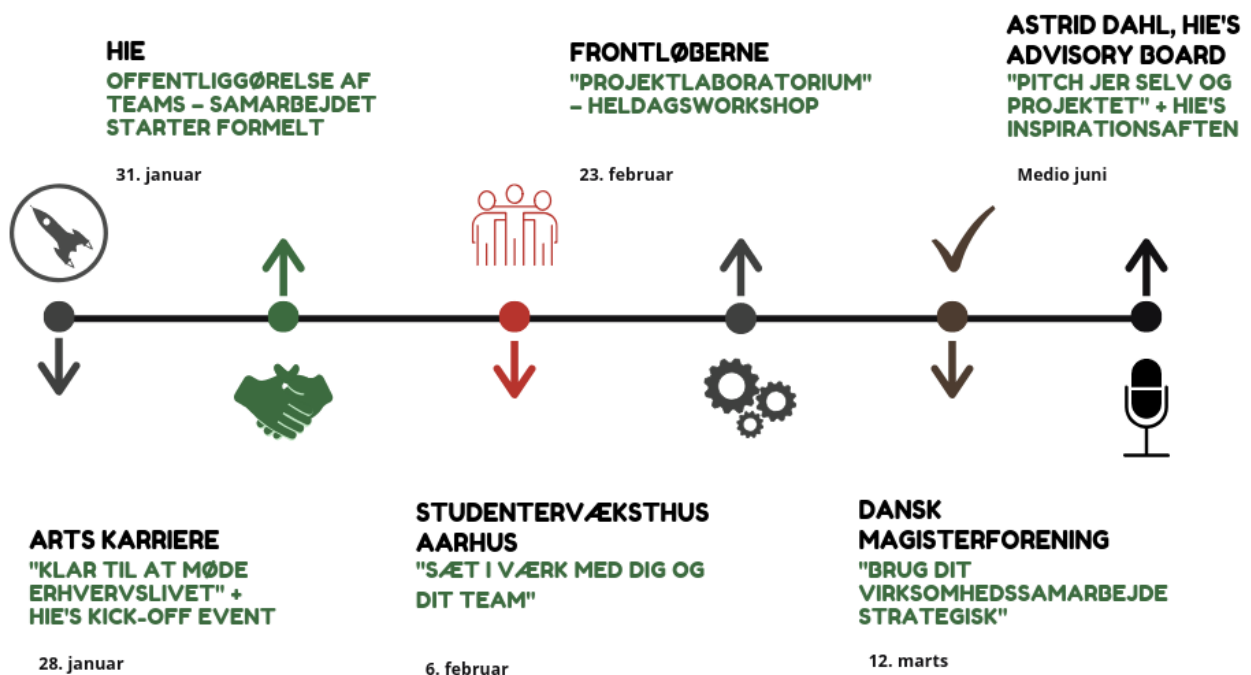 HIE
OFFENTLIGGØRELSE AF
TEAMS – SAMARBEJDET
STARTER FORMELT
31. januar
FRONTLØBERNE
"PROJEKTLABORATORIUM"
– HELDAGSWORKSHOP
23. februar
ASTRID DAHL, HIE'S
ADVISORY BOARD
"PITCH JER SELV OG
PROJEKTET" + HIE'S
INSPIRATIONSAFTEN
Medio juni
ARTS KARRIERE
"KLAR TIL AT MØDE
ERHVERVSLIVET" +
HIE'S KICK-OFF EVENT
28. januar
STUDENTERVÆKSTHUS
AARHUS
"SÆT I VÆRK MED DIG OG
DIT TEAM"
6. februar
DANSK
MAGISTERFORENING
"BRUG DIT
VIRKSOMHEDSSAMARBEJDE
STRATEGISK"
12. marts